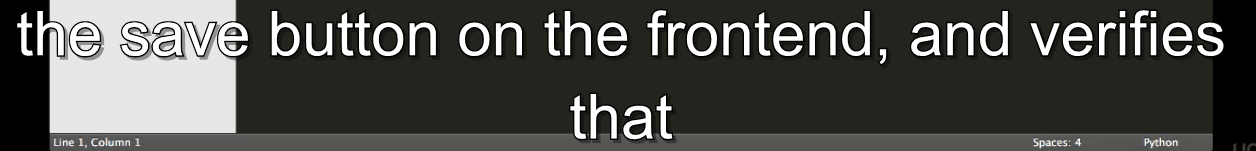 the save button on the frontend, and verifies
that
Line 1, Column 1 Spaces: 4 Python